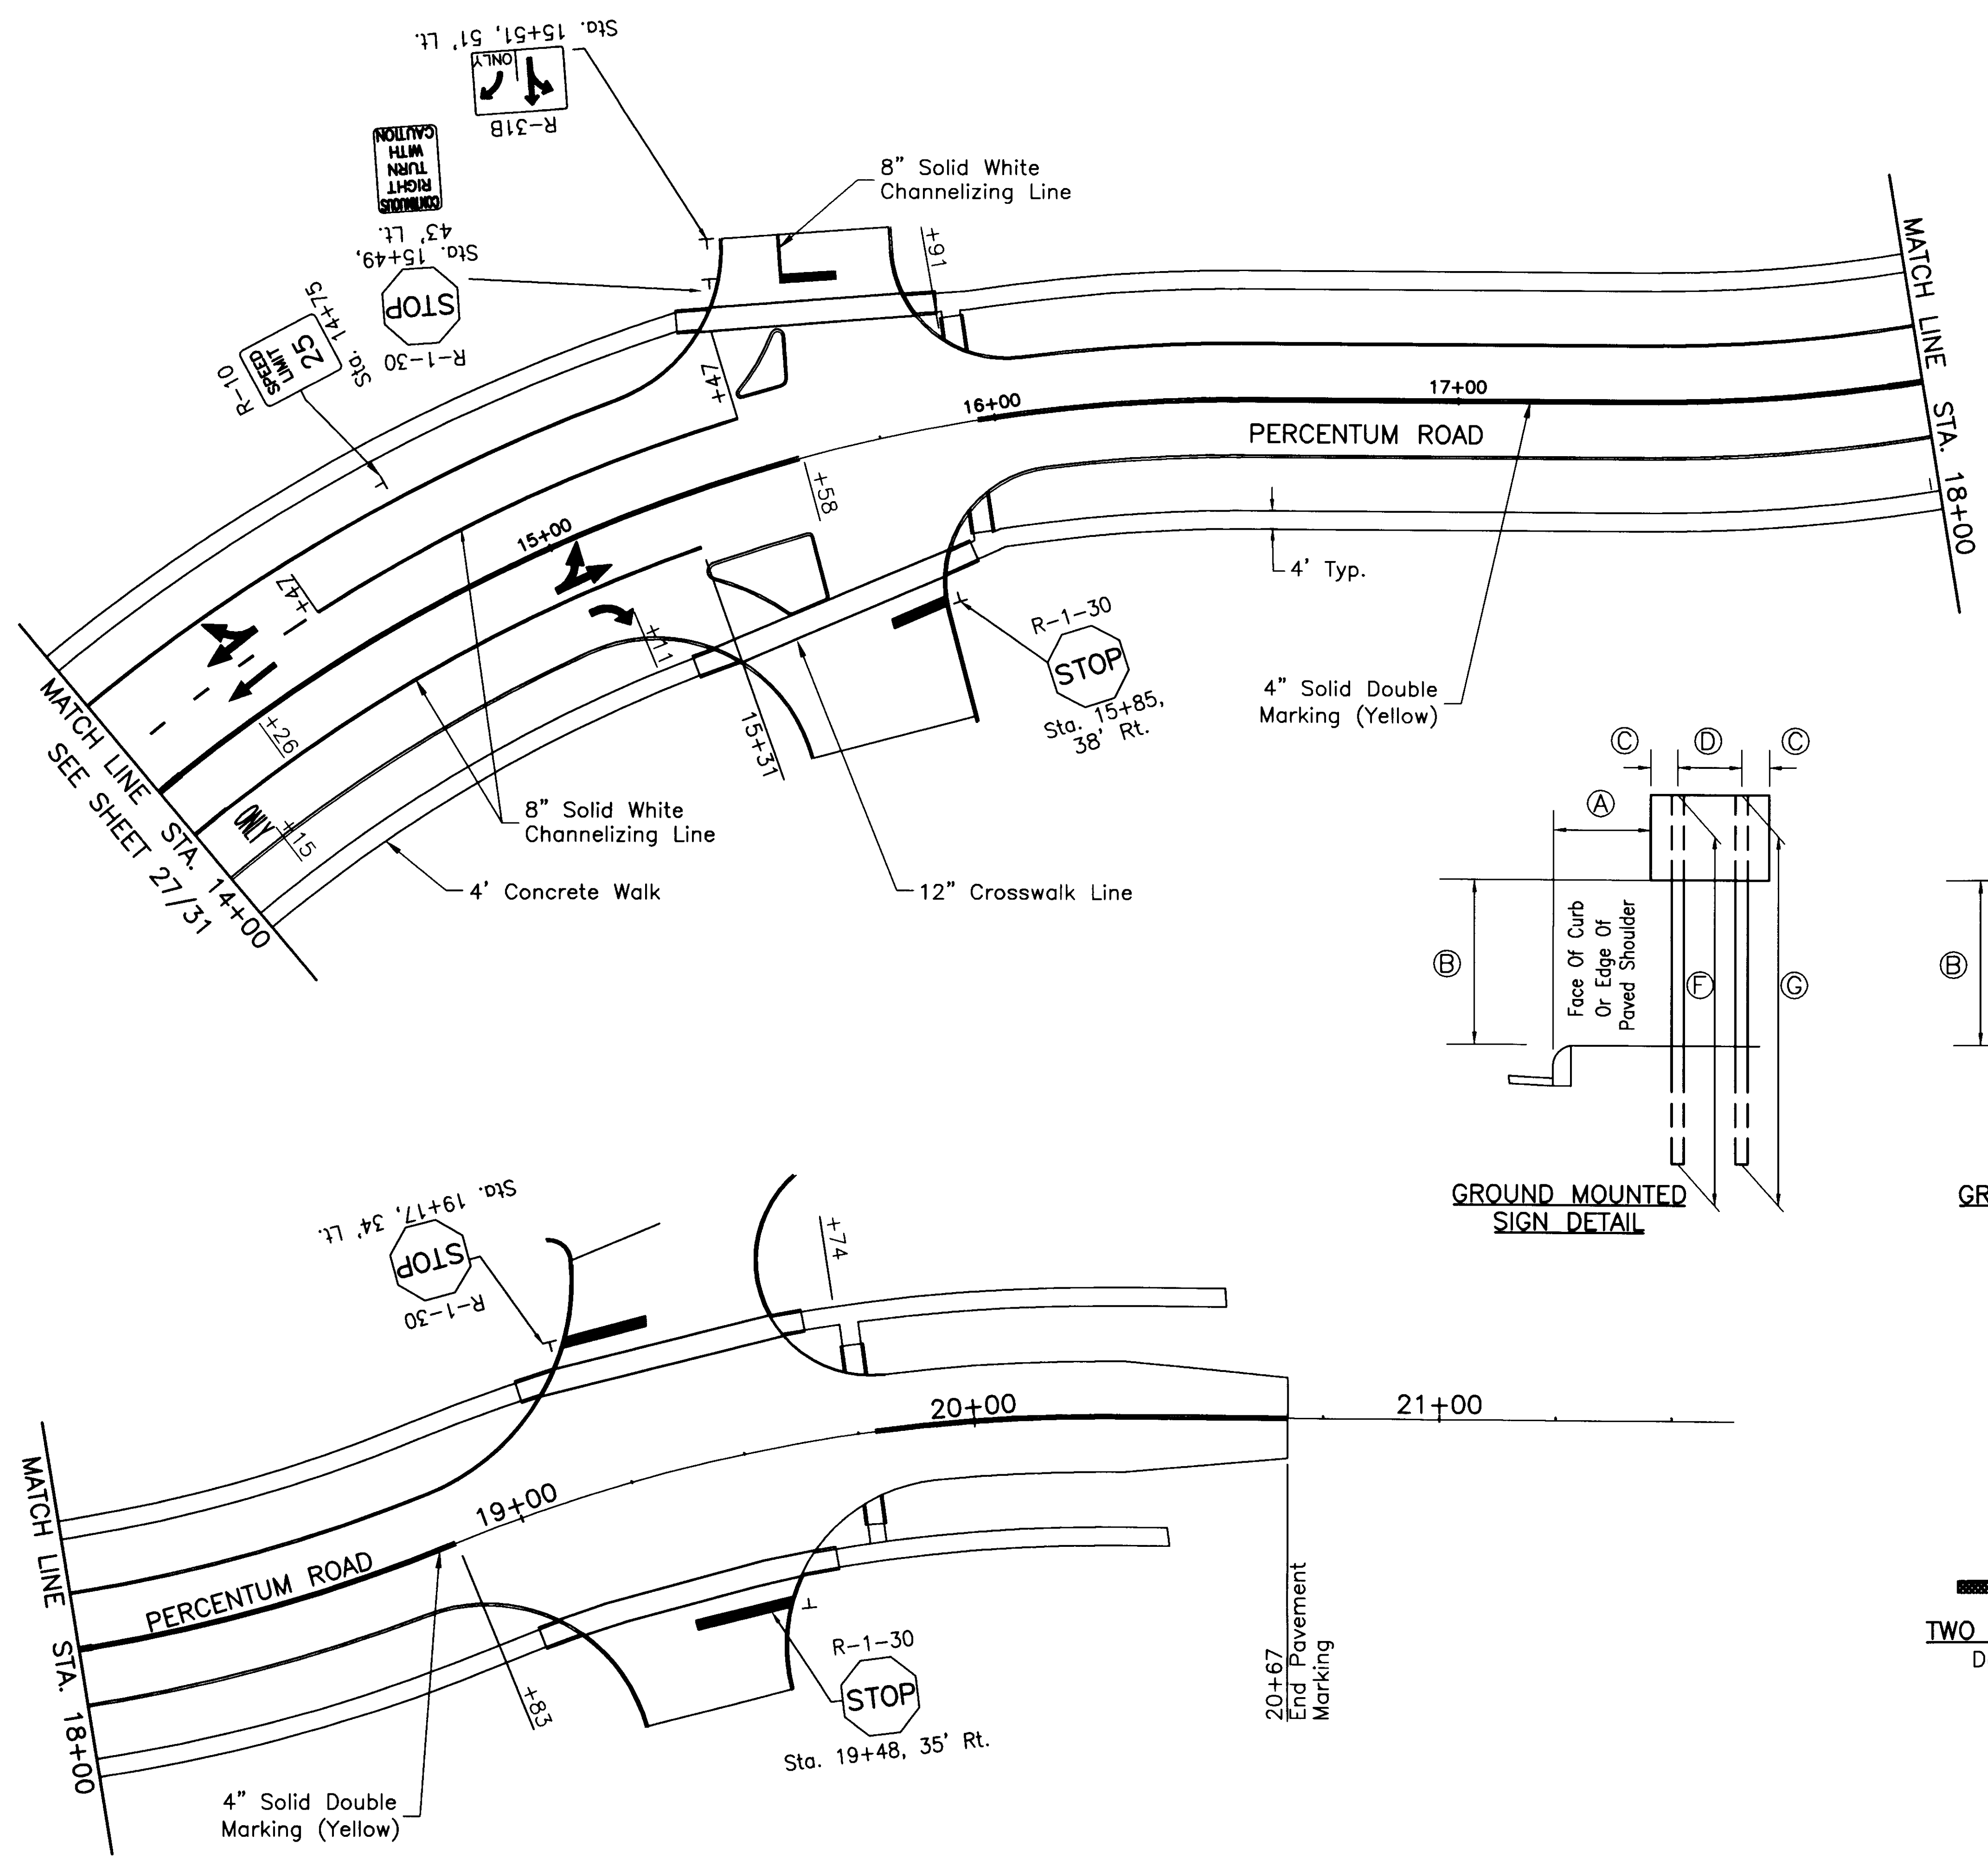 Sta. 15+51, 51' Lt.
ONLY
R-31B
CONTINUOUS
RIGHT
TURN
WITH
CAUTION
Sta. 15+49,
43' Lt.
STOP
R-1-30
R-10
SPEED
LIMIT
25
Sta. 14+75
8" Solid White
Channelizing Line
+91
+47
16+00
17+00
PERCENTUM ROAD
MATCH LINE STA. 18+00
+58
15+00
+47
+11
4' Typ.
R-1-30
STOP
Sta. 15+85,
38' Rt.
4" Solid Double
Marking (Yellow)
MATCH LINE STA. 14+00
SEE SHEET 27/31
+26
ONLY
+15
15+31
8" Solid White
Channelizing Line
4' Concrete Walk
12" Crosswalk Line
C
D
C
A
B
Face Of Curb
Or Edge Of
Paved Shoulder
F
G
B
GROUND MOUNTED
SIGN DETAIL
GR
Sta. 19+17, 34' Lt.
STOP
R-1-30
+74
20+00
21+00
19+00
MATCH LINE STA. 18+00
PERCENTUM ROAD
+83
R-1-30
STOP
Sta. 19+48, 35' Rt.
20+67
End Pavement
Marking
4" Solid Double
Marking (Yellow)
TWO
D